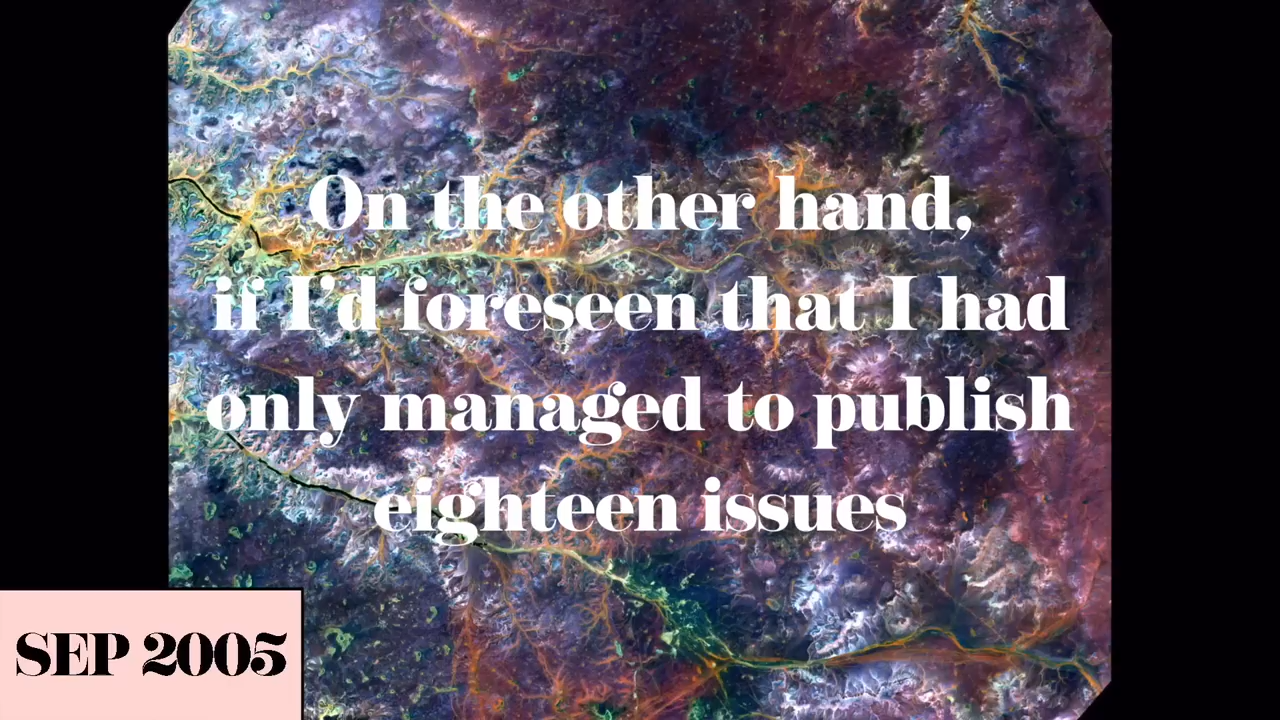 On the other hand,
if I'd foreseen that I had
only managed to publish
eighteen issues
SEP 2005